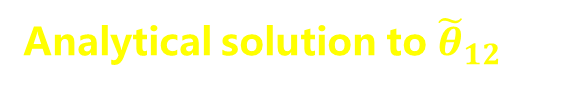 Analytical solution to θ̃₁₂